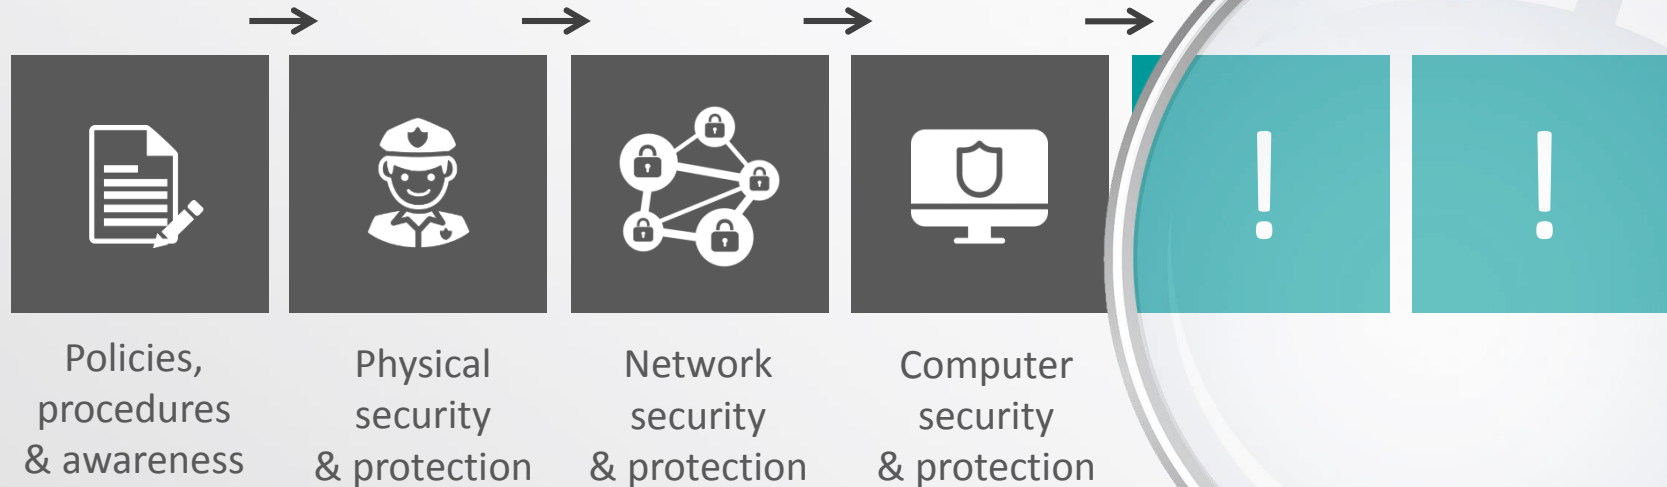 !
!
Policies,
procedures
& awareness
Physical
security
& protection
Network
security
& protection
Computer
security
& protection